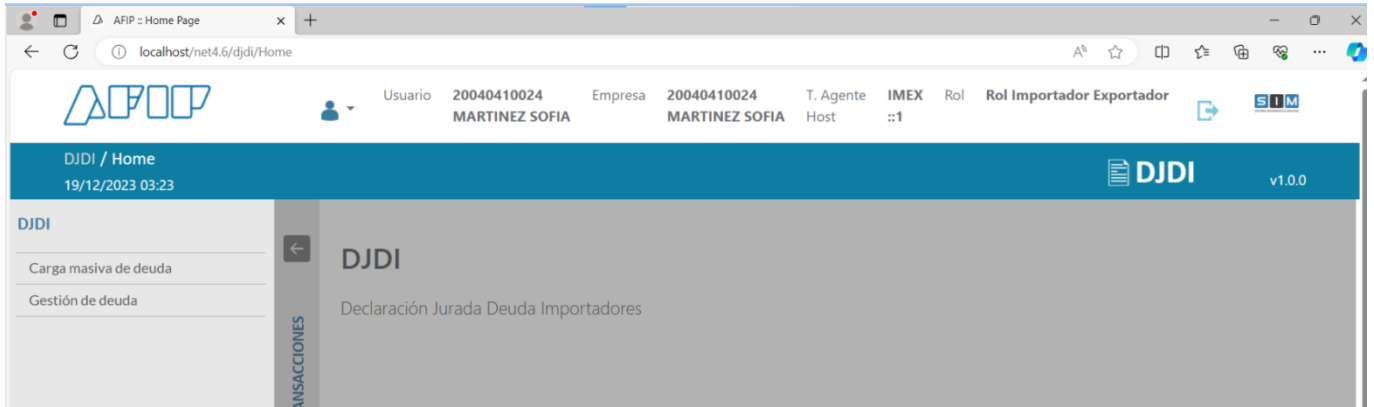 AFIP :: Home Page
localhost/net4.6/djdi/Home
AFIP
Usuario 20040410024 Empresa 20040410024 T. Agente IMEX Rol Rol Importador Exportador
MARTINEZ SOFIA MARTINEZ SOFIA Host ::1
SIM
DJDI / Home
19/12/2023 03:23
DJDI
v1.0.0
DJDI
Carga masiva de deuda
Gestión de deuda
ANSACCIONES
DJDI
Declaración Jurada Deuda Importadores